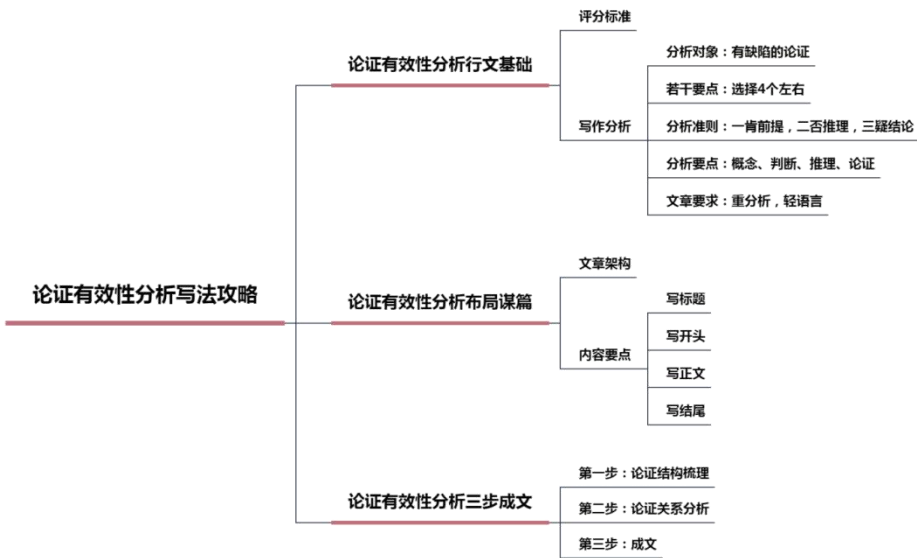 论证有效性分析写法攻略
论证有效性分析行文基础
评分标准
写作分析
分析对象：有缺陷的论证
若干要点：选择4个左右
分析准则：一肯前提，二否推理，三疑结论
分析要点：概念、判断、推理、论证
文章要求：重分析，轻语言
论证有效性分析布局谋篇
文章架构
内容要点
写标题
写开头
写正文
写结尾
论证有效性分析三步成文
第一步：论证结构梳理
第二步：论证关系分析
第三步：成文